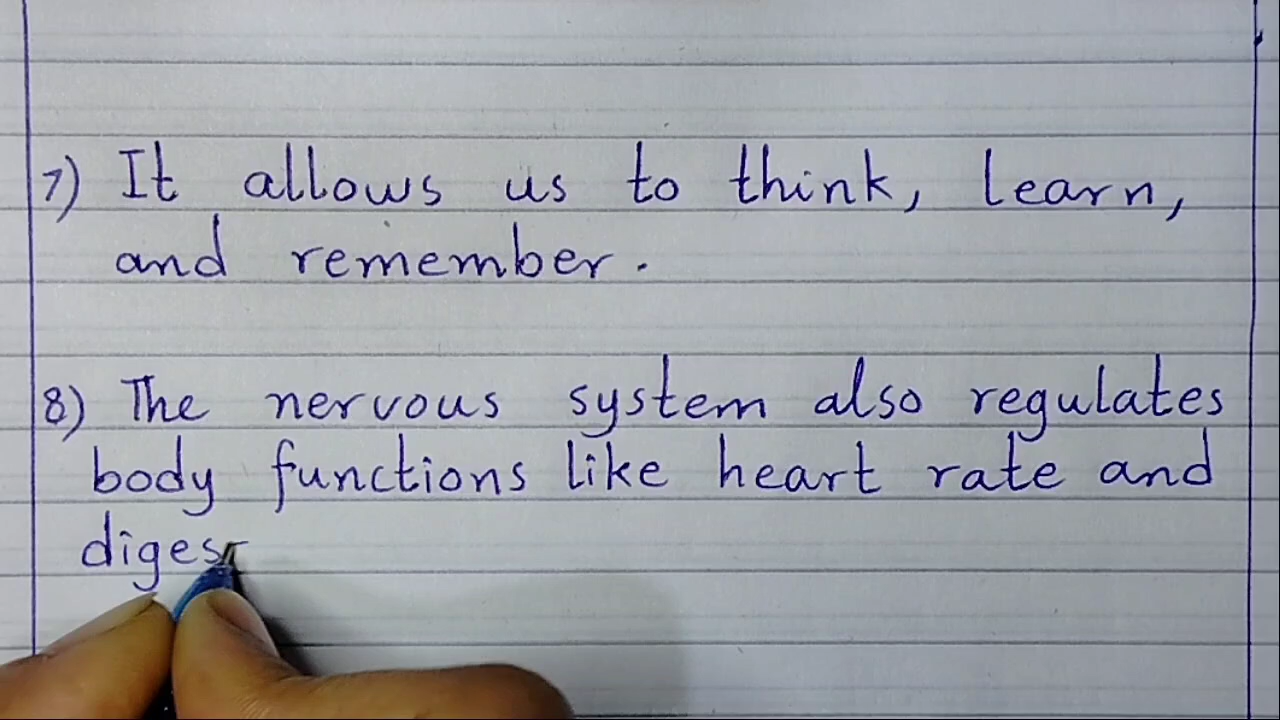 7) It allows us to think, learn,
and remember.
8) The nervous system also regulates
body functions like heart rate and
diges